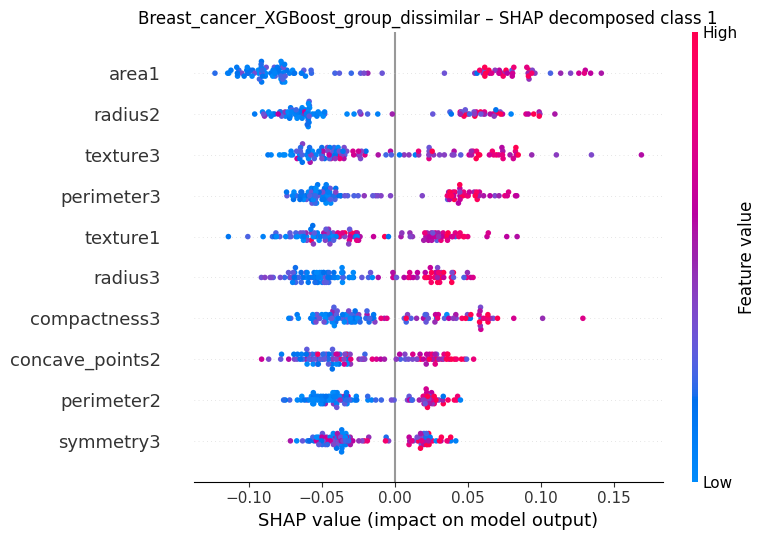 Breast_cancer_XGBoost_group_dissimilar – SHAP decomposed class 1
High
area1
radius2
texture3
perimeter3
texture1
radius3
compactness3
concave_points2
perimeter2
symmetry3
Feature value
Low
−0.10 −0.05 0.00 0.05 0.10 0.15
SHAP value (impact on model output)